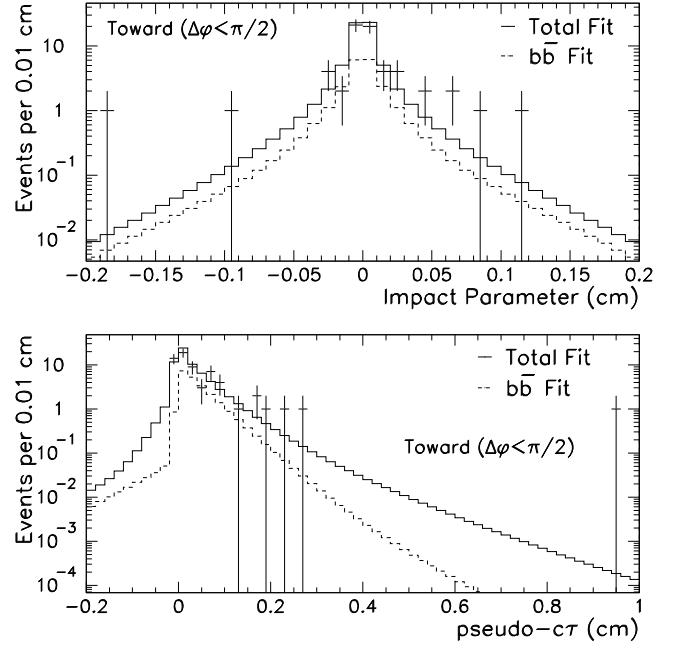 Toward (Δφ<π/2)
Total Fit
bb̅ Fit
Events per 0.01 cm
10
1
10⁻¹
10⁻²
-0.2 -0.15 -0.1 -0.05 0 0.05 0.1 0.15 0.2
Impact Parameter (cm)
Total Fit
bb̅ Fit
Toward (Δφ<π/2)
Events per 0.01 cm
10
1
10⁻¹
10⁻²
10⁻³
10⁻⁴
-0.2 0 0.2 0.4 0.6 0.8 1
pseudo-cτ (cm)